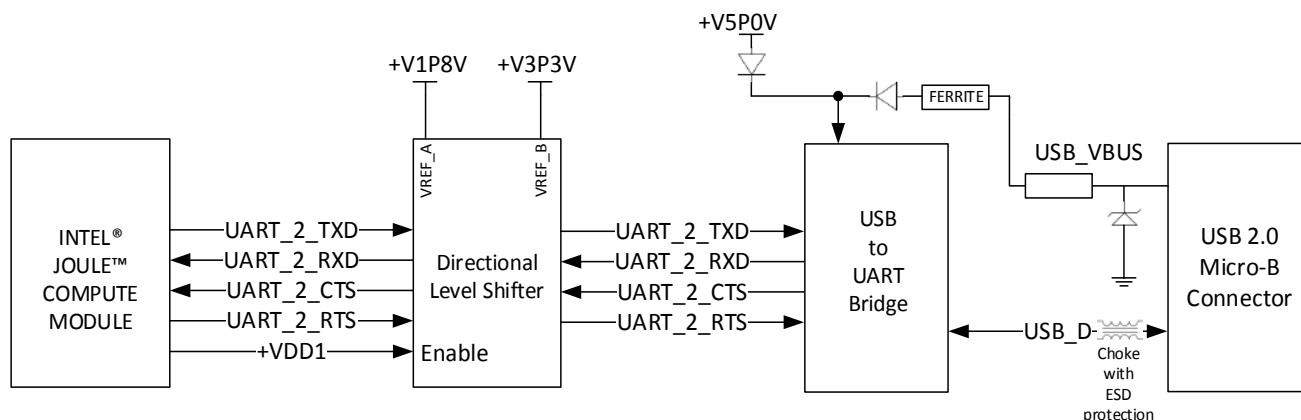 +V5P0V
+V1P8V
+V3P3V
FERRITE
VREF_A
VREF_B
USB_VBUS
INTEL®
JOULE™
COMPUTE
MODULE
UART_2_TXD
UART_2_RXD
UART_2_CTS
UART_2_RTS
+VDD1
Directional
Level Shifter
Enable
UART_2_TXD
UART_2_RXD
UART_2_CTS
UART_2_RTS
USB
to
UART
Bridge
USB_D
Choke
with
ESD
protection
USB 2.0
Micro-B
Connector